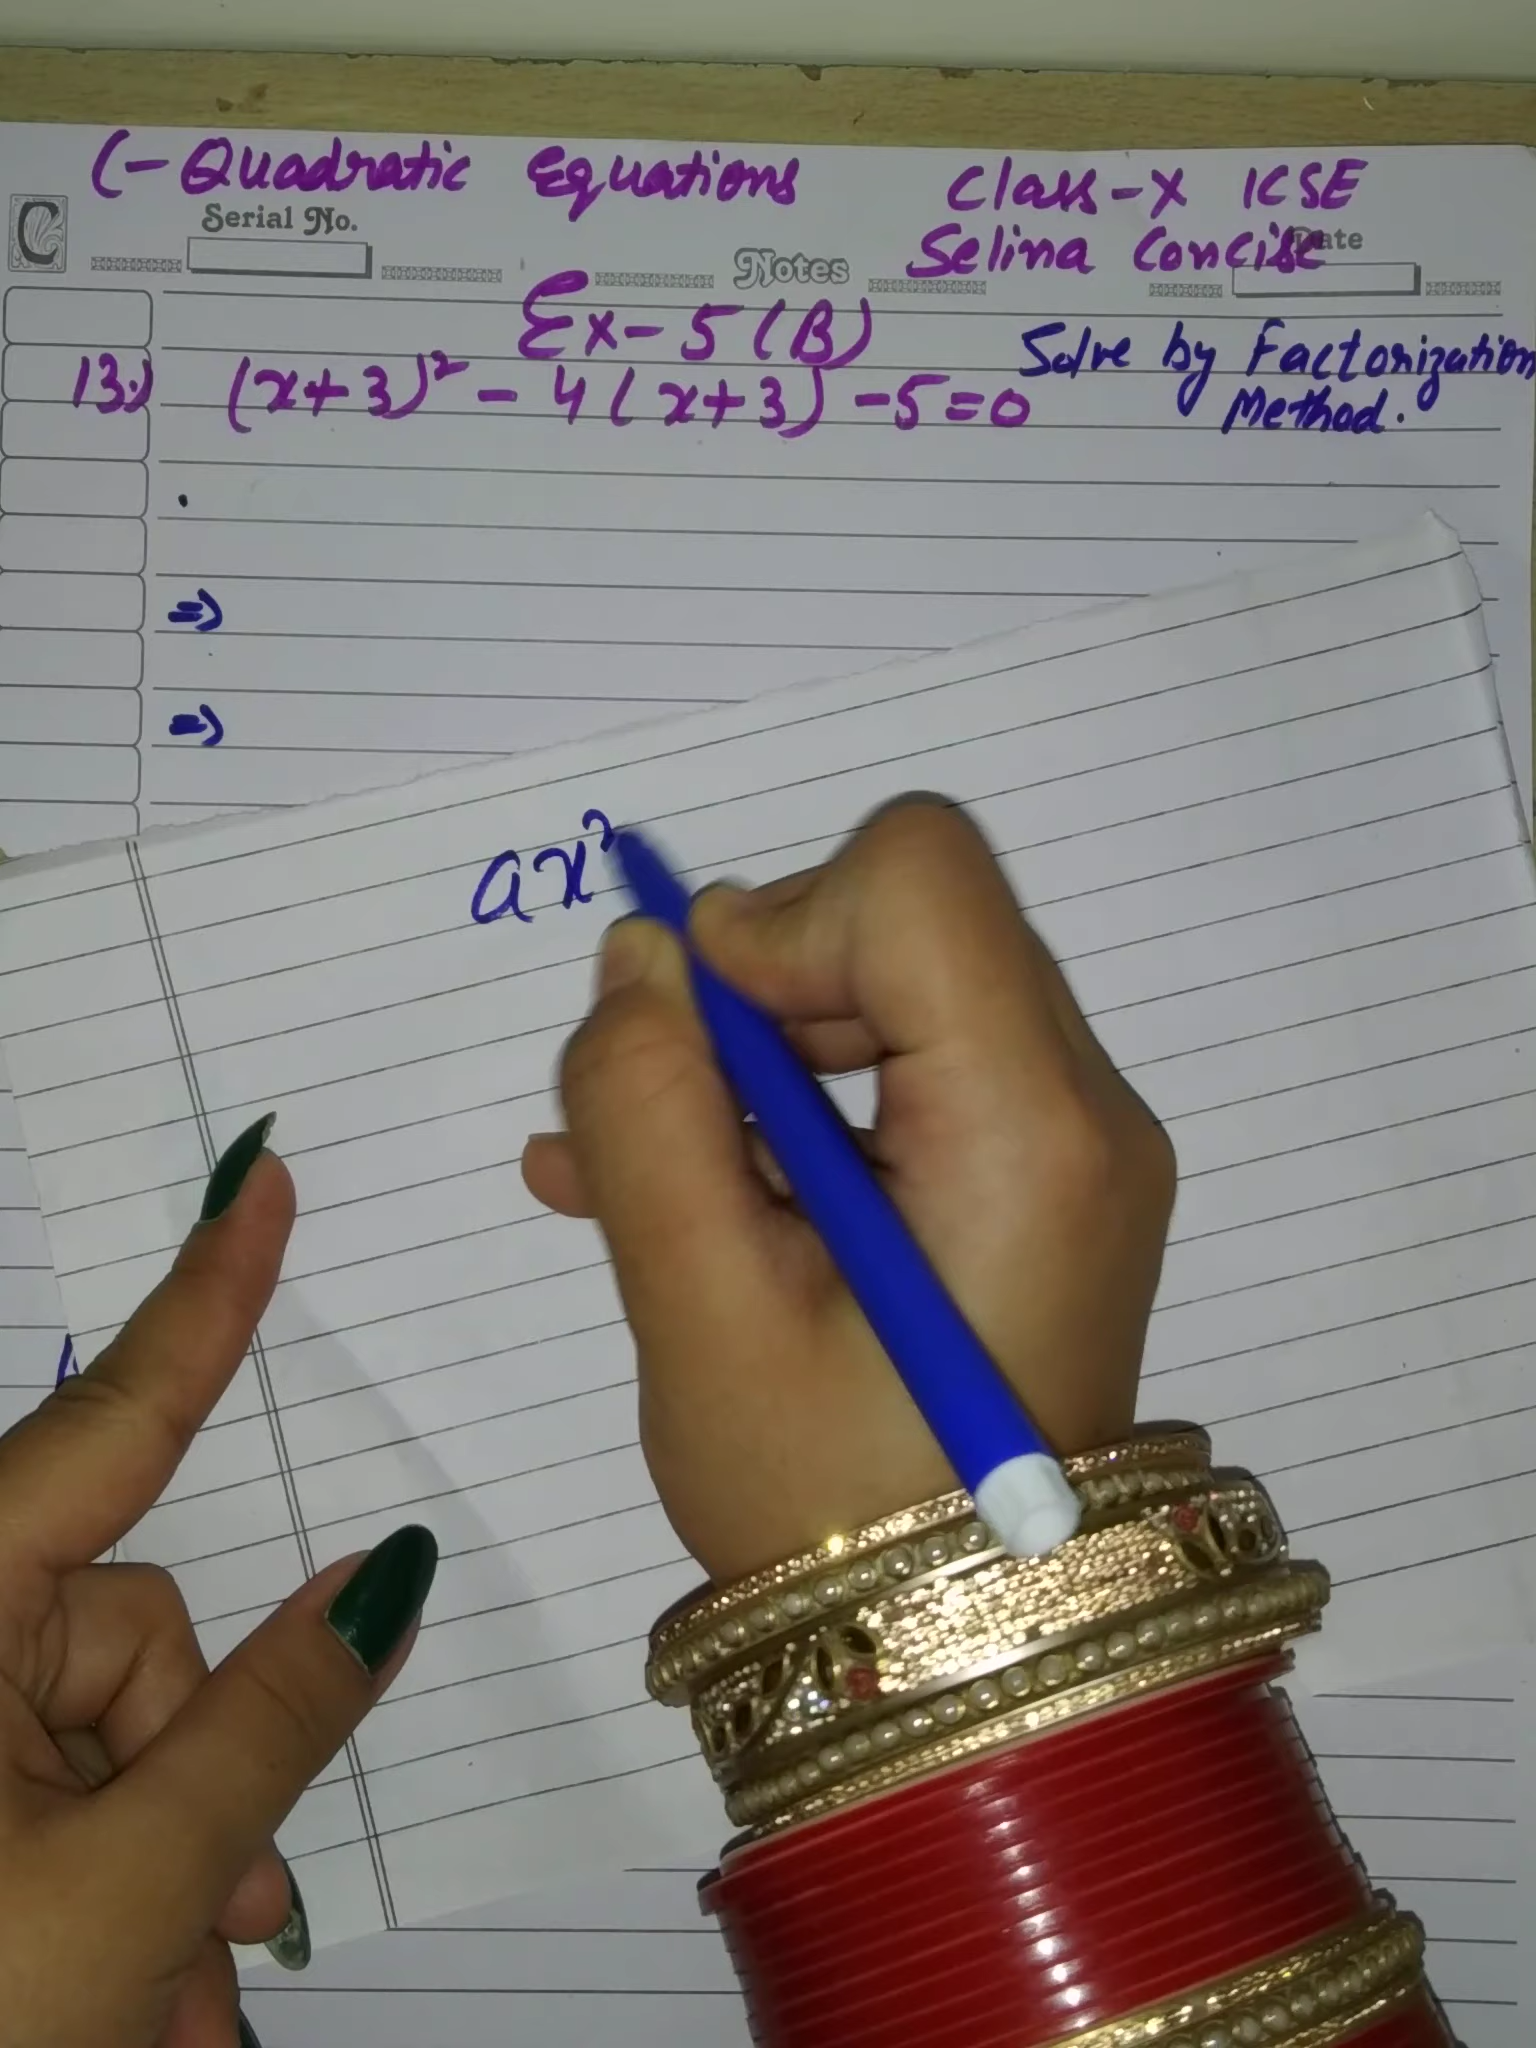 (- Quadratic Equations Class-X ICSE
C Serial No. Notes Selina Concise Date
Ex-5(B)
Solve by Factorization
13.) (x+3)² - 4(x+3) -5=0
Method.
⇒
⇒
ax²